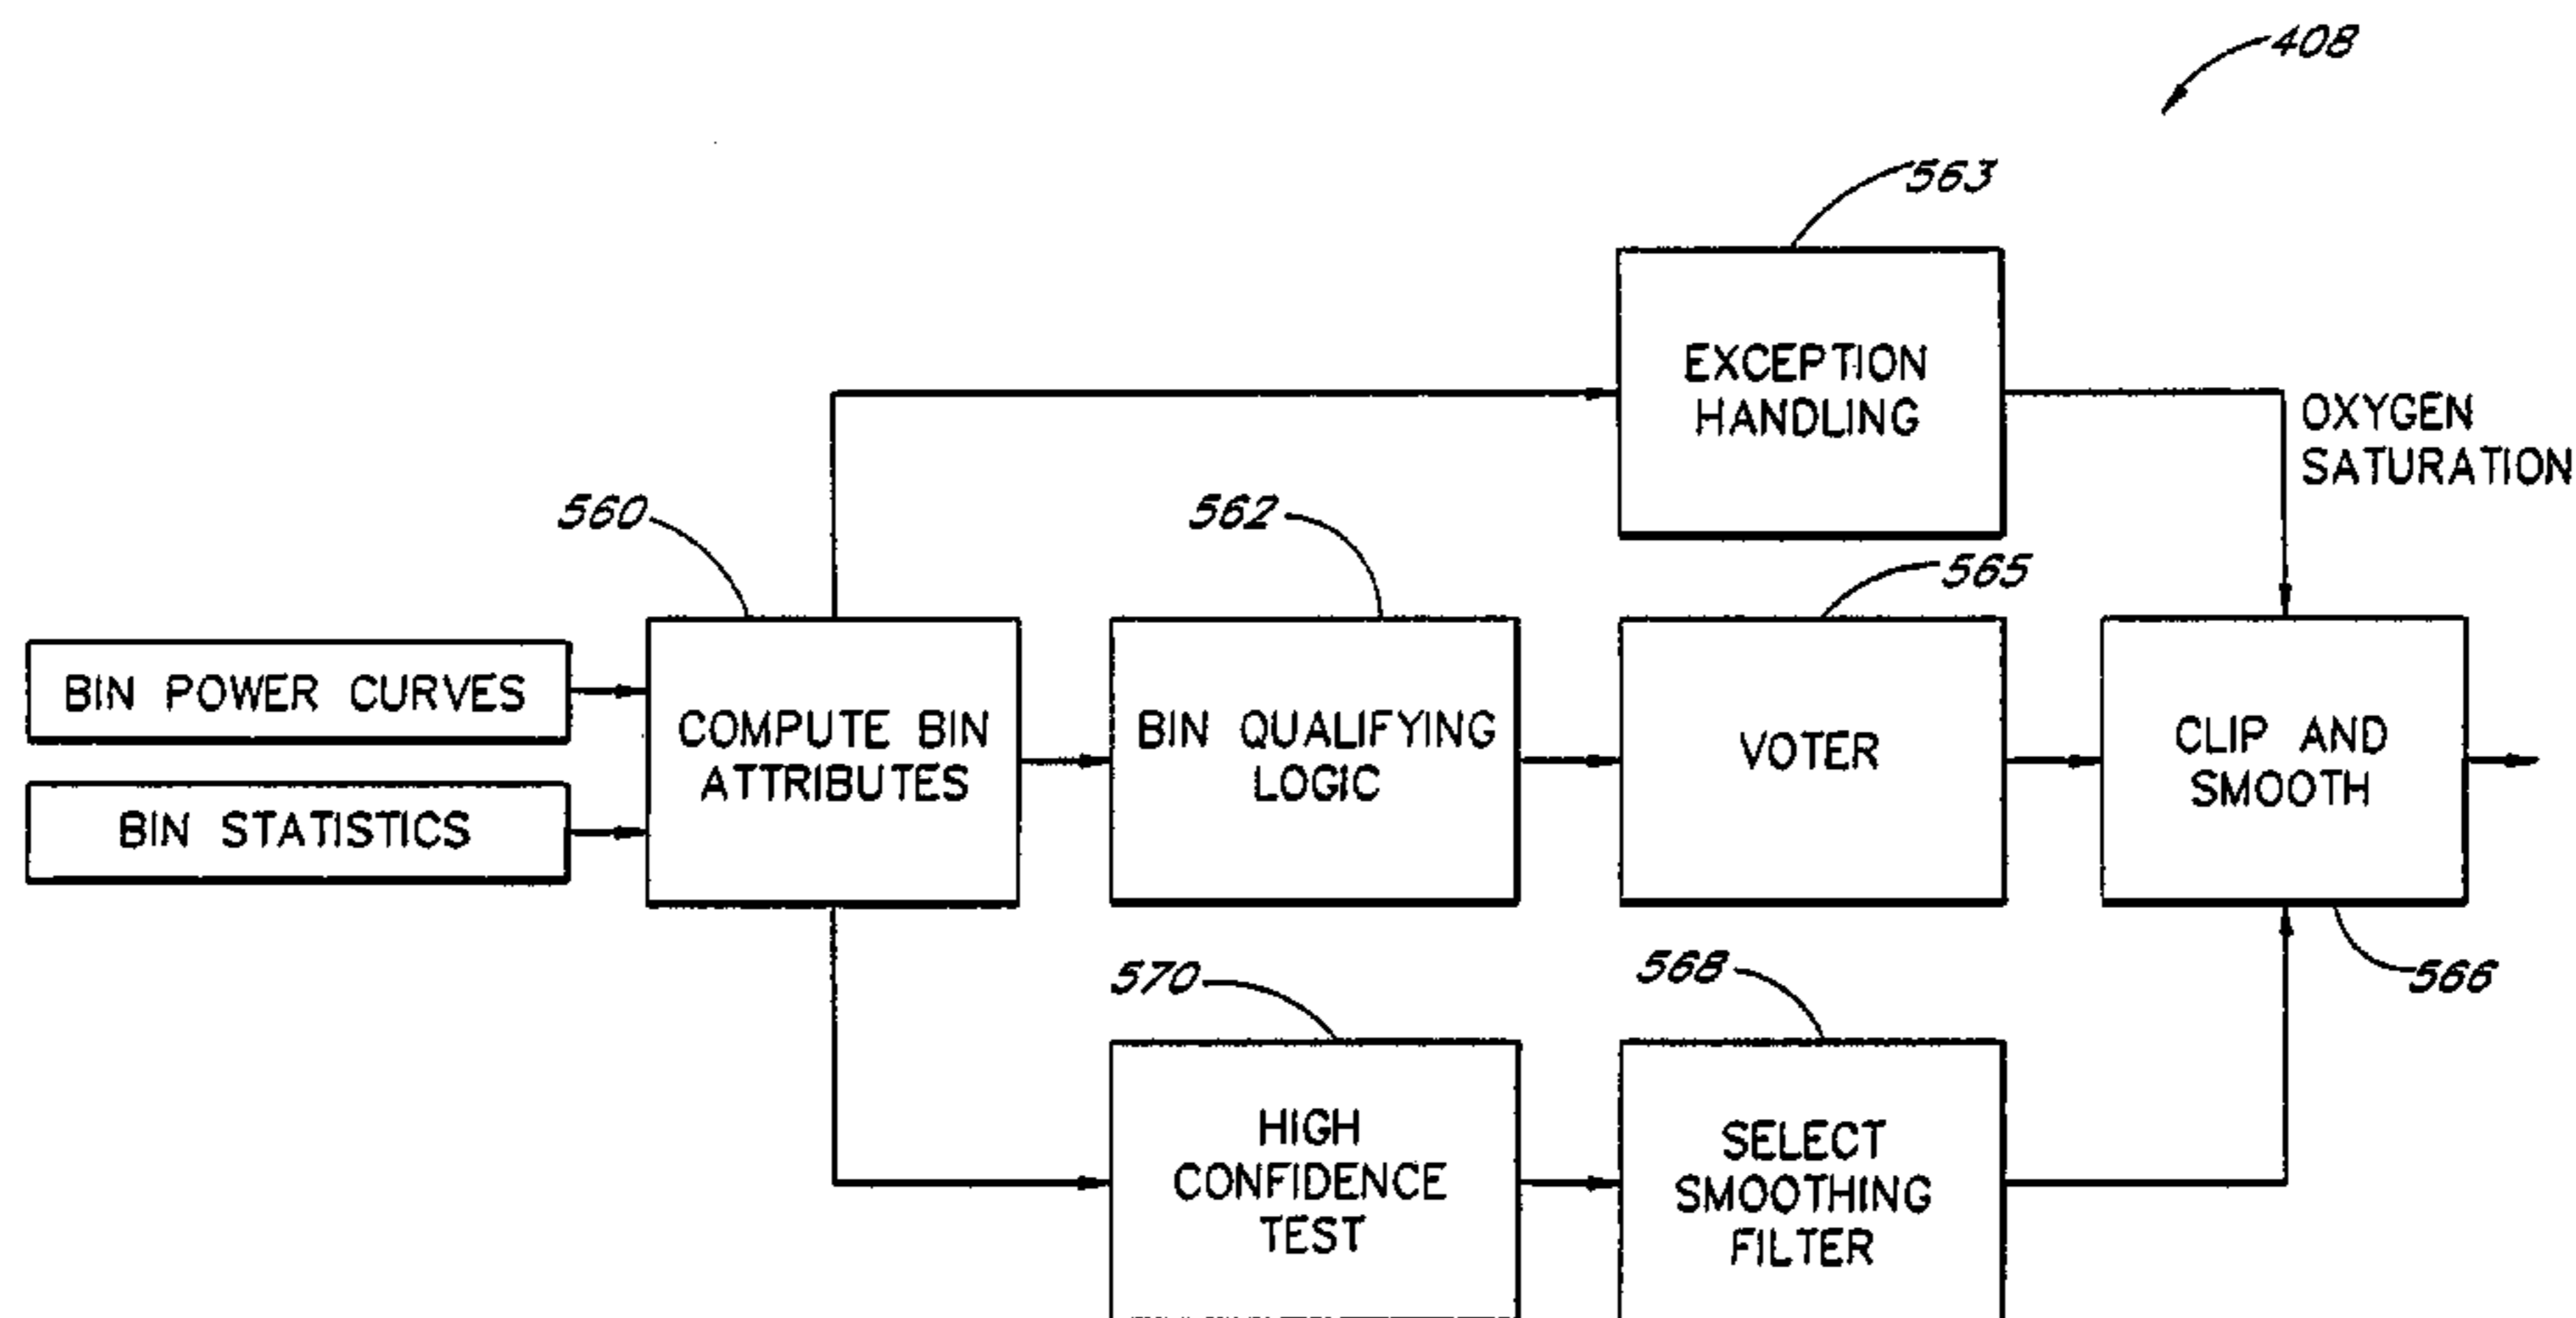 408
563
EXCEPTION
HANDLING
OXYGEN
SATURATION
560
562
565
BIN POWER CURVES
BIN STATISTICS
COMPUTE BIN
ATTRIBUTES
BIN QUALIFYING
LOGIC
VOTER
CLIP AND
SMOOTH
570
568
566
HIGH
CONFIDENCE
TEST
SELECT
SMOOTHING
FILTER